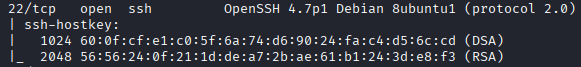 22/tcp   open  ssh         OpenSSH 4.7p1 Debian 8ubuntu1 (protocol 2.0)
| ssh-hostkey:
|   1024 60:0f:cf:e1:c0:5f:6a:74:d6:90:24:fa:c4:d5:6c:cd (DSA)
|_  2048 56:56:24:0f:21:1d:de:a7:2b:ae:61:b1:24:3d:e8:f3 (RSA)